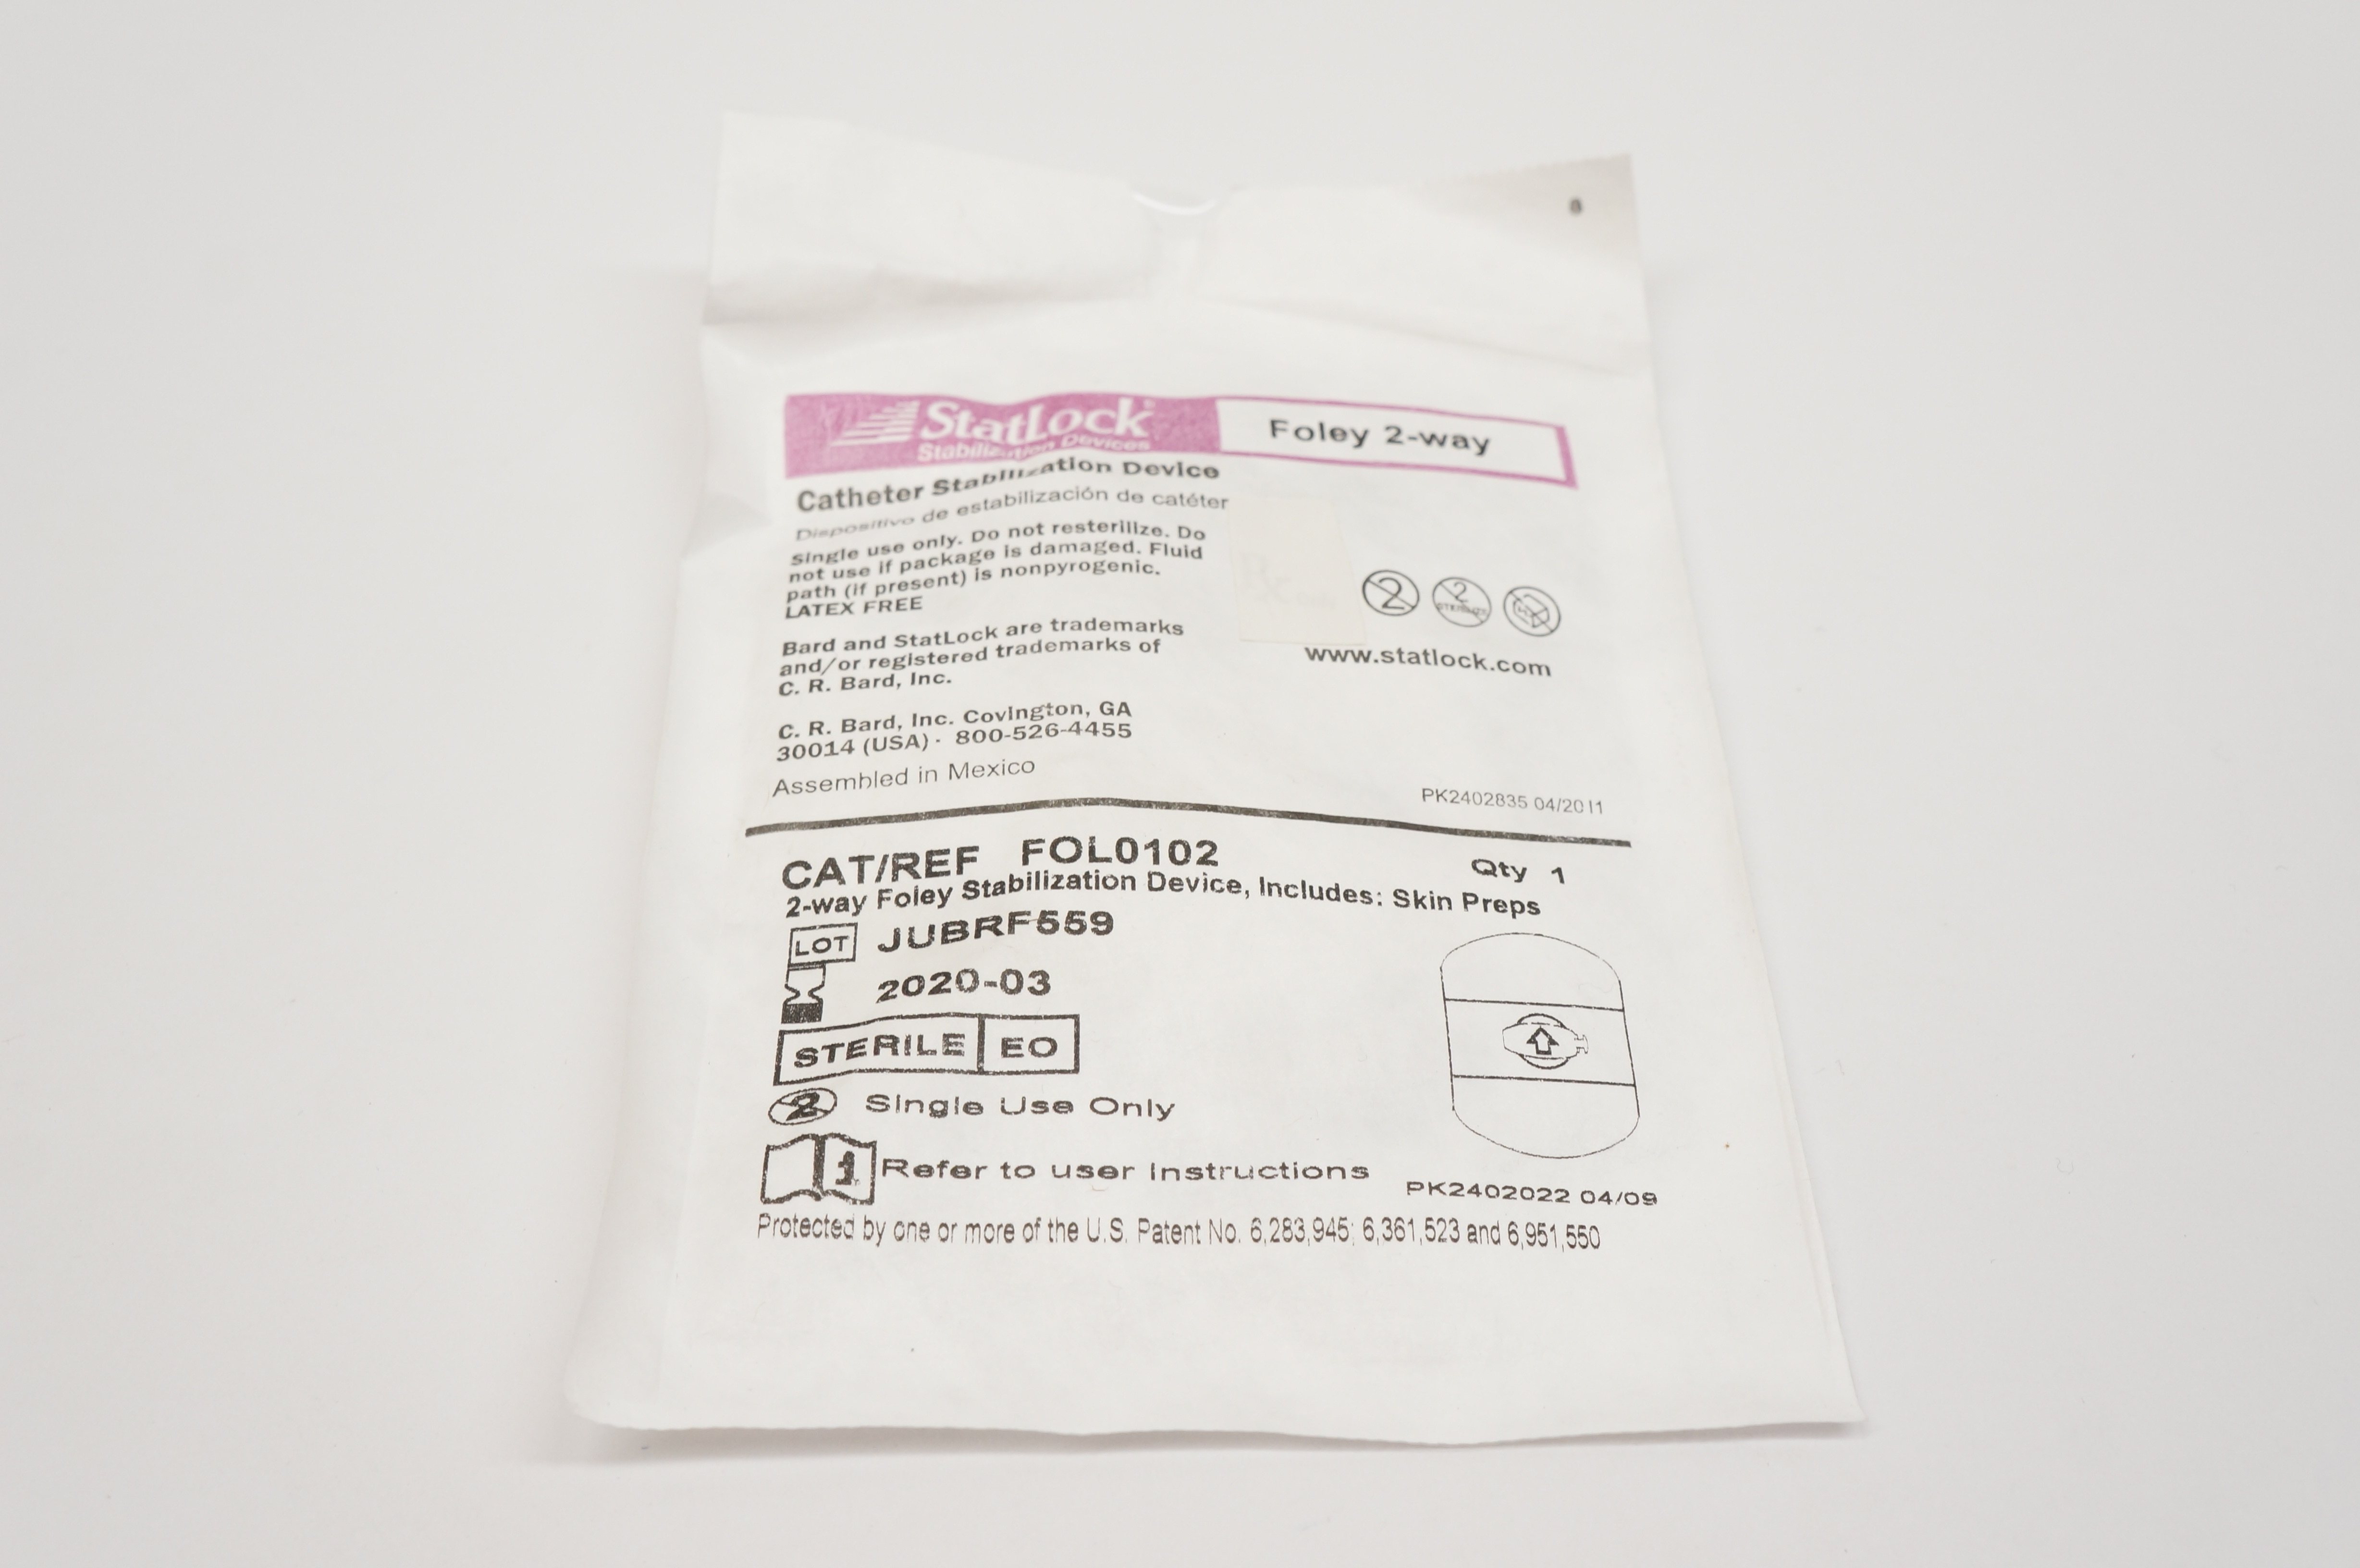 StatLock®
Stabilization Devices
Foley 2-way
Catheter Stabilization Device
Dispositivo de estabilización de catéter
Single use only. Do not resterilize. Do
not use if package is damaged. Fluid
path (if present) is nonpyrogenic.
LATEX FREE
2
2
STERILIZE
www.statlock.com
Bard and StatLock are trademarks
and/or registered trademarks of
C. R. Bard, Inc.
C. R. Bard, Inc. Covington, GA
30014 (USA) · 800-526-4455
Assembled in Mexico
PK2402835 04/2011
CAT/REF FOL0102
Qty 1
2-way Foley Stabilization Device, Includes: Skin Preps
LOT JUBRF559
2020-03
STERILE EO
2 Single Use Only
i Refer to user Instructions
PK2402022 04/09
Protected by one or more of the U.S. Patent No. 6,283,945; 6,361,523 and 6,951,550